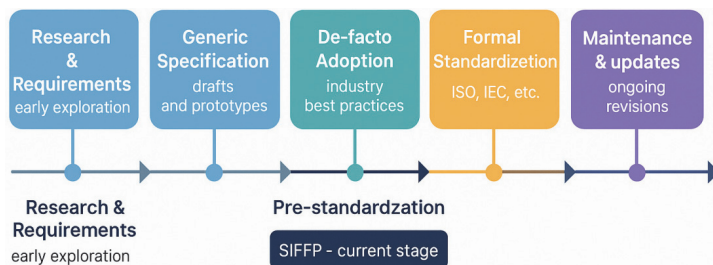 Research
&
Requirements
early exploration
Generic
Specification
drafts
and prototypes
De-facto
Adoption
industry
best practices
Formal
Standardizetion
ISO, IEC, etc.
Maintenance
& updates
ongoing
revisions
Research &
Requirements
early exploration
Pre-standardzation
SIFFP - current stage